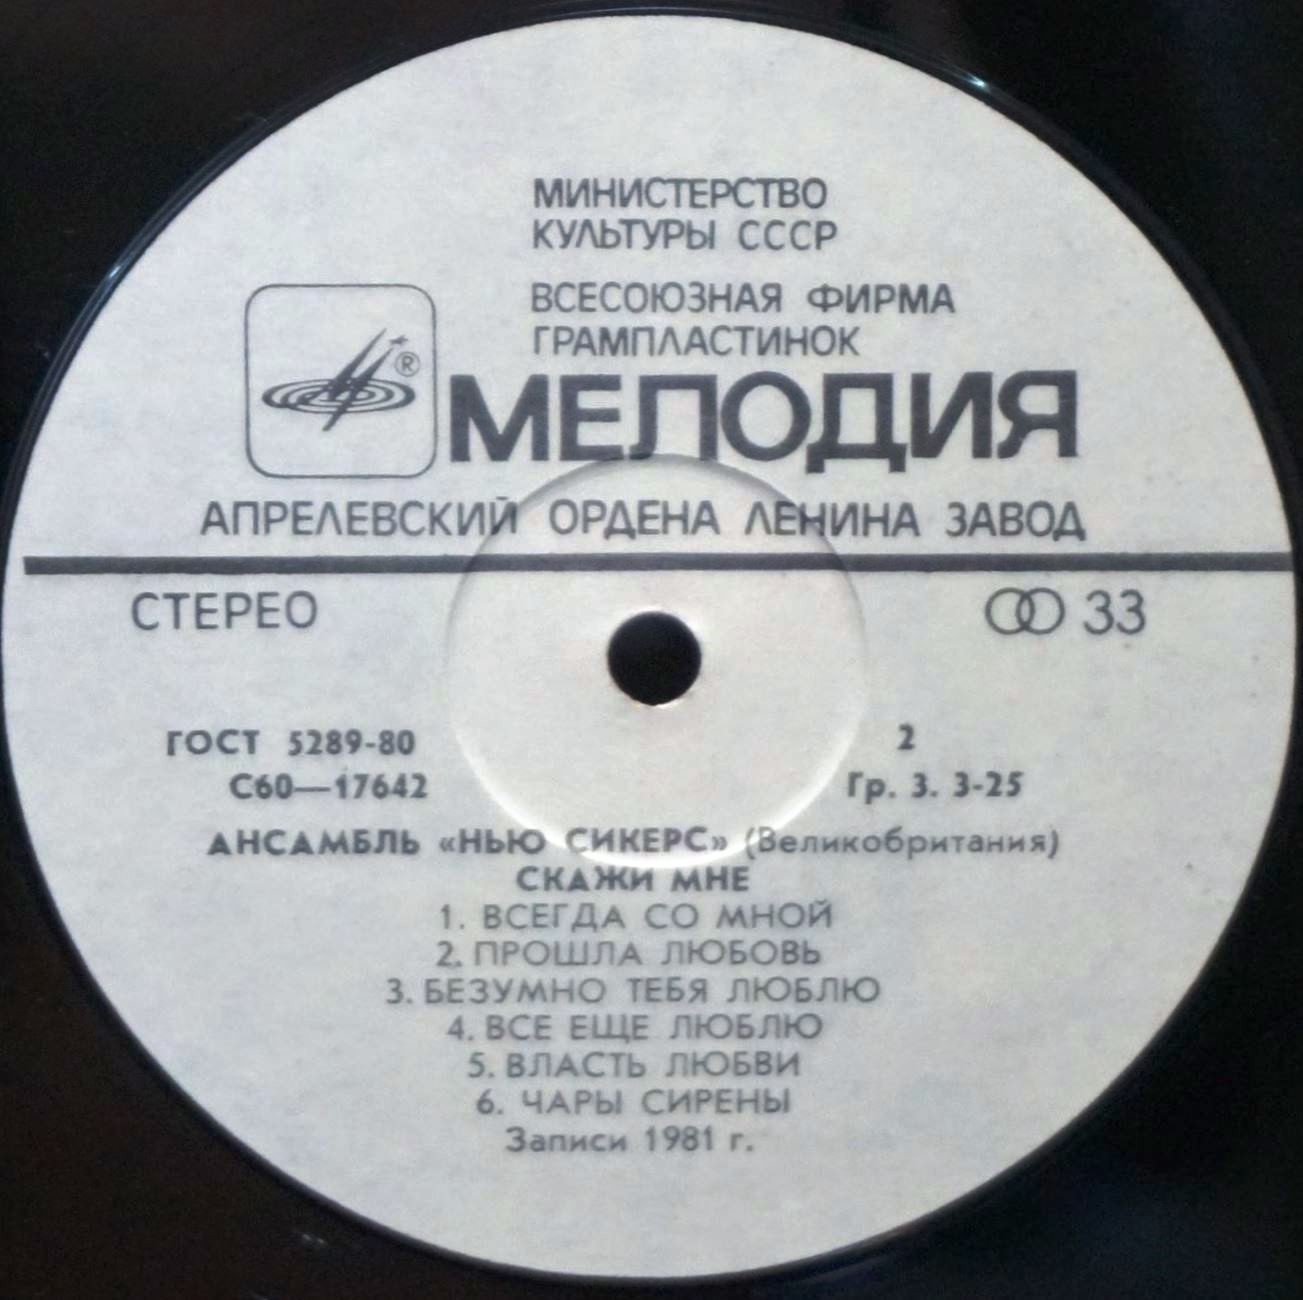 МИНИСТЕРСТВО
КУЛЬТУРЫ СССР
ВСЕСОЮЗНАЯ ФИРМА
ГРАМПЛАСТИНОК
®
МЕЛОДИЯ
АПРЕЛЕВСКИЙ ОРДЕНА ЛЕНИНА ЗАВОД
СТЕРЕО 33
ГОСТ 5289-80 2
С60—17642 Гр. 3. 3-25
АНСАМБЛЬ «НЬЮ СИКЕРС» (Великобритания)
СКАЖИ МНЕ
1. ВСЕГДА СО МНОЙ
2. ПРОШЛА ЛЮБОВЬ
3. БЕЗУМНО ТЕБЯ ЛЮБЛЮ
4. ВСЕ ЕЩЕ ЛЮБЛЮ
5. ВЛАСТЬ ЛЮБВИ
6. ЧАРЫ СИРЕНЫ
Записи 1981 г.